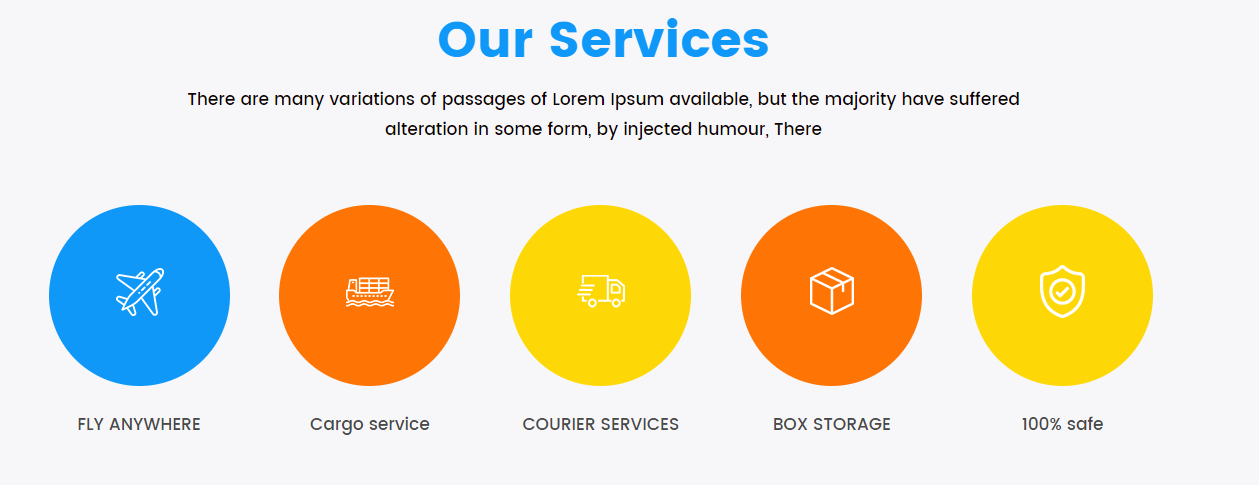 Our Services
There are many variations of passages of Lorem Ipsum available, but the majority have suffered
alteration in some form, by injected humour, There
FLY ANYWHERE
Cargo service
COURIER SERVICES
BOX STORAGE
100% safe